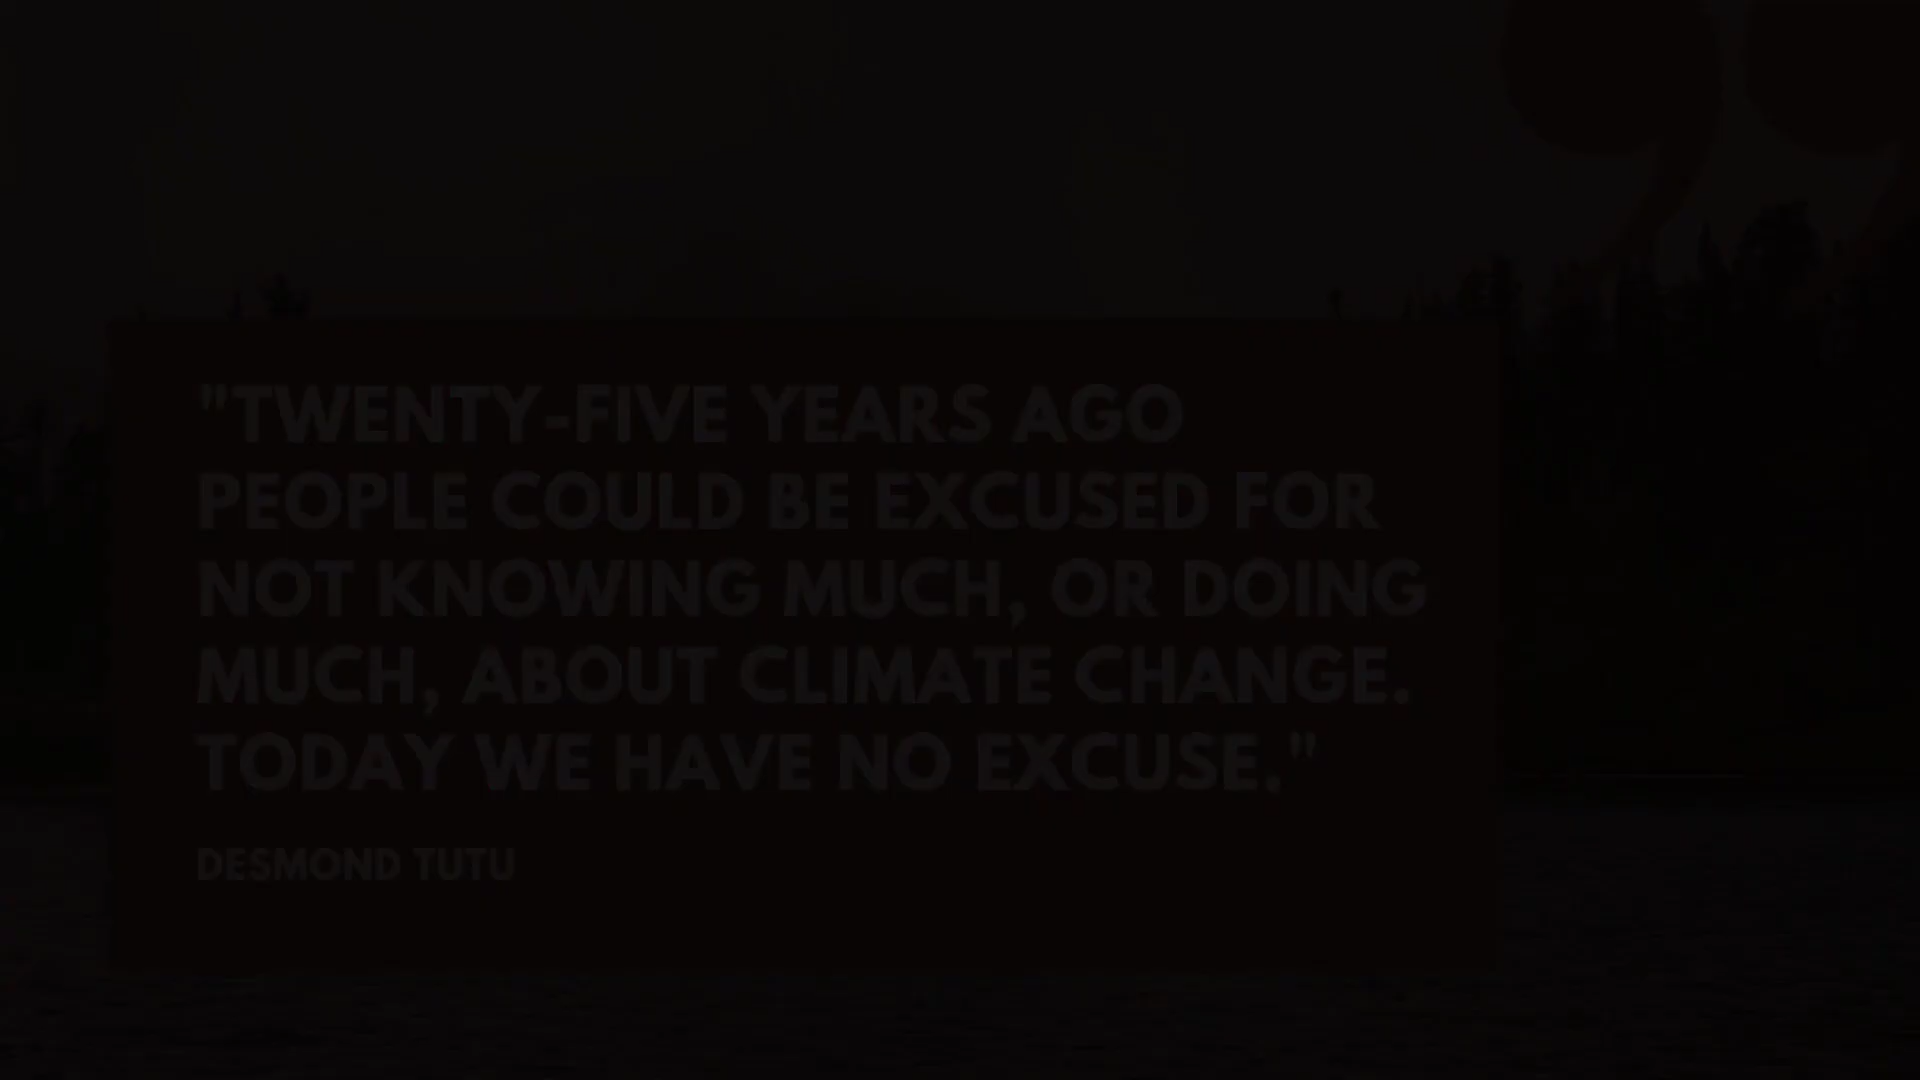 "TWENTY-FIVE YEARS AGO
PEOPLE COULD BE EXCUSED FOR
NOT KNOWING MUCH, OR DOING
MUCH, ABOUT CLIMATE CHANGE.
TODAY WE HAVE NO EXCUSE."
DESMOND TUTU